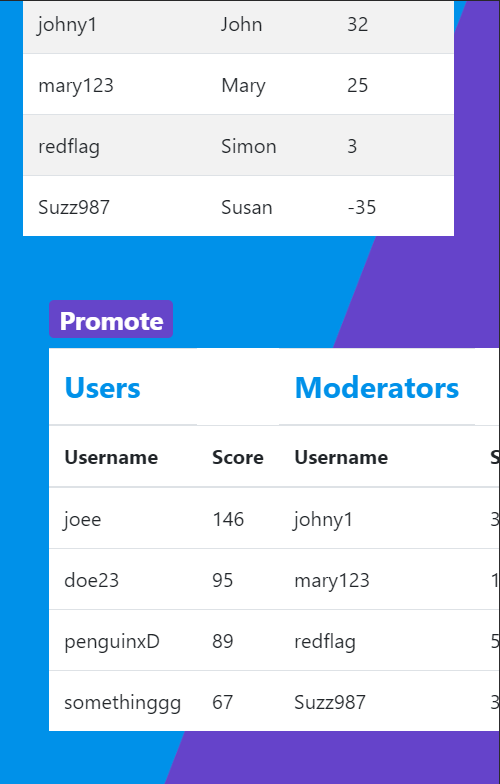 johny1 John 32
mary123 Mary 25
redflag Simon 3
Suzz987 Susan -35
Promote
Users Moderators
Username Score Username S
joee 146 johny1 3
doe23 95 mary123 1
penguinxD 89 redflag 5
somethinggg 67 Suzz987 3